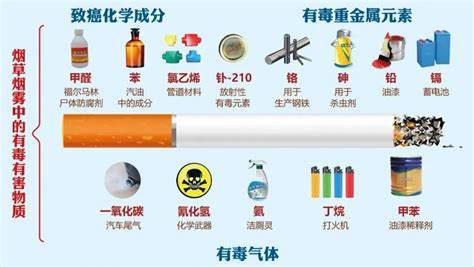 致癌化学成分
有毒重金属元素
烟草烟雾中的有毒有害物质
甲醛
福尔马林
尸体防腐剂
苯
汽油
中的成分
氯乙烯
管道材料
钋-210
放射性
有毒元素
铬
用于
生产钢铁
砷
用于
杀虫剂
铅
油漆
镉
蓄电池
一氧化碳
汽车尾气
氰化氢
化学武器
氨
洁厕灵
丁烷
打火机
甲苯
油漆稀释剂
有毒气体